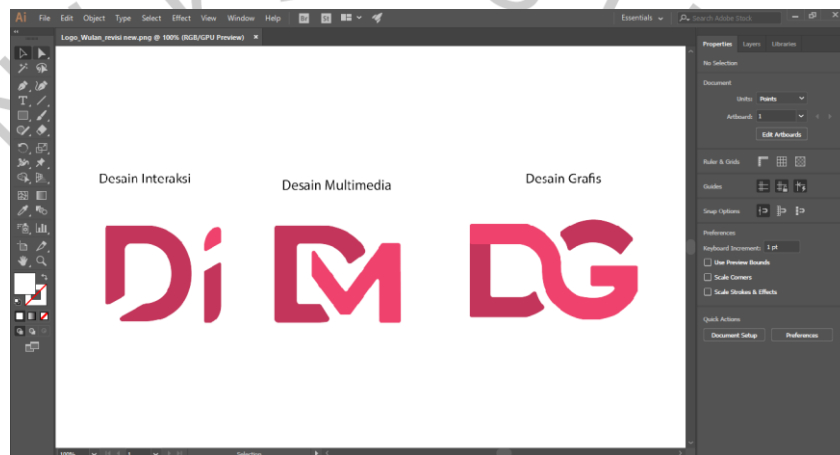 Ai File Edit Object Type Select Effect View Window Help Br St Essentials Search Adobe Stock
Logo_Wulan_revisi new.png @ 100% (RGB/GPU Preview) ×
Properties Layers Libraries
No Selection
Document
Units: Points
Artboard: 1
Edit Artboards
Ruler & Grids
Guides
Snap Options
Preferences
Keyboard Increment: 1 pt
Use Preview Bounds
Scale Corners
Scale Strokes & Effects
Quick Actions
Document Setup Preferences
Desain Interaksi
Desain Multimedia
Desain Grafis
Di
DM
DG
100% 1 Selection